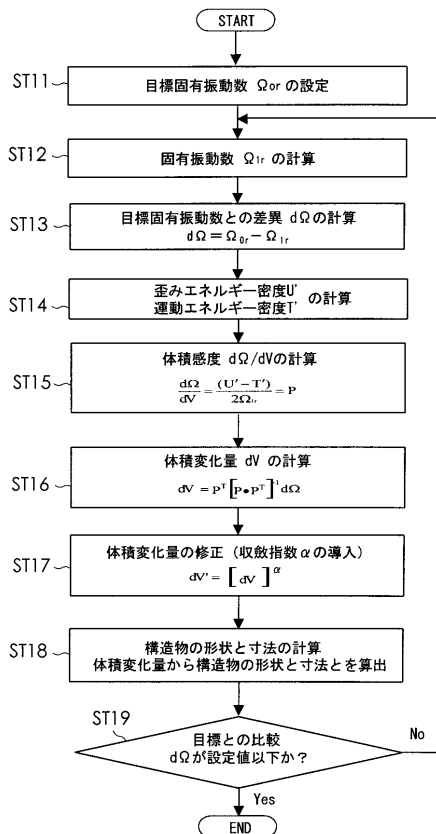 START
ST11
目標固有振動数 Ωor の設定
ST12
固有振動数 Ω1r の計算
ST13
目標固有振動数との差異 dΩの計算
dΩ=Ω0r−Ω1r
ST14
歪みエネルギー密度U' の計算
運動エネルギー密度T'
ST15
体積感度 dΩ/dVの計算
dΩ/dV=(U'−T')/2Ω1r=P
ST16
体積変化量 dV の計算
dV=P^T[P•P^T]^-1dΩ
ST17
体積変化量の修正(収斂指数αの導入)
dV'=[dV]^α
ST18
構造物の形状と寸法の計算
体積変化量から構造物の形状と寸法とを算出
ST19
目標との比較
dΩが設定値以下か?
No
Yes
END